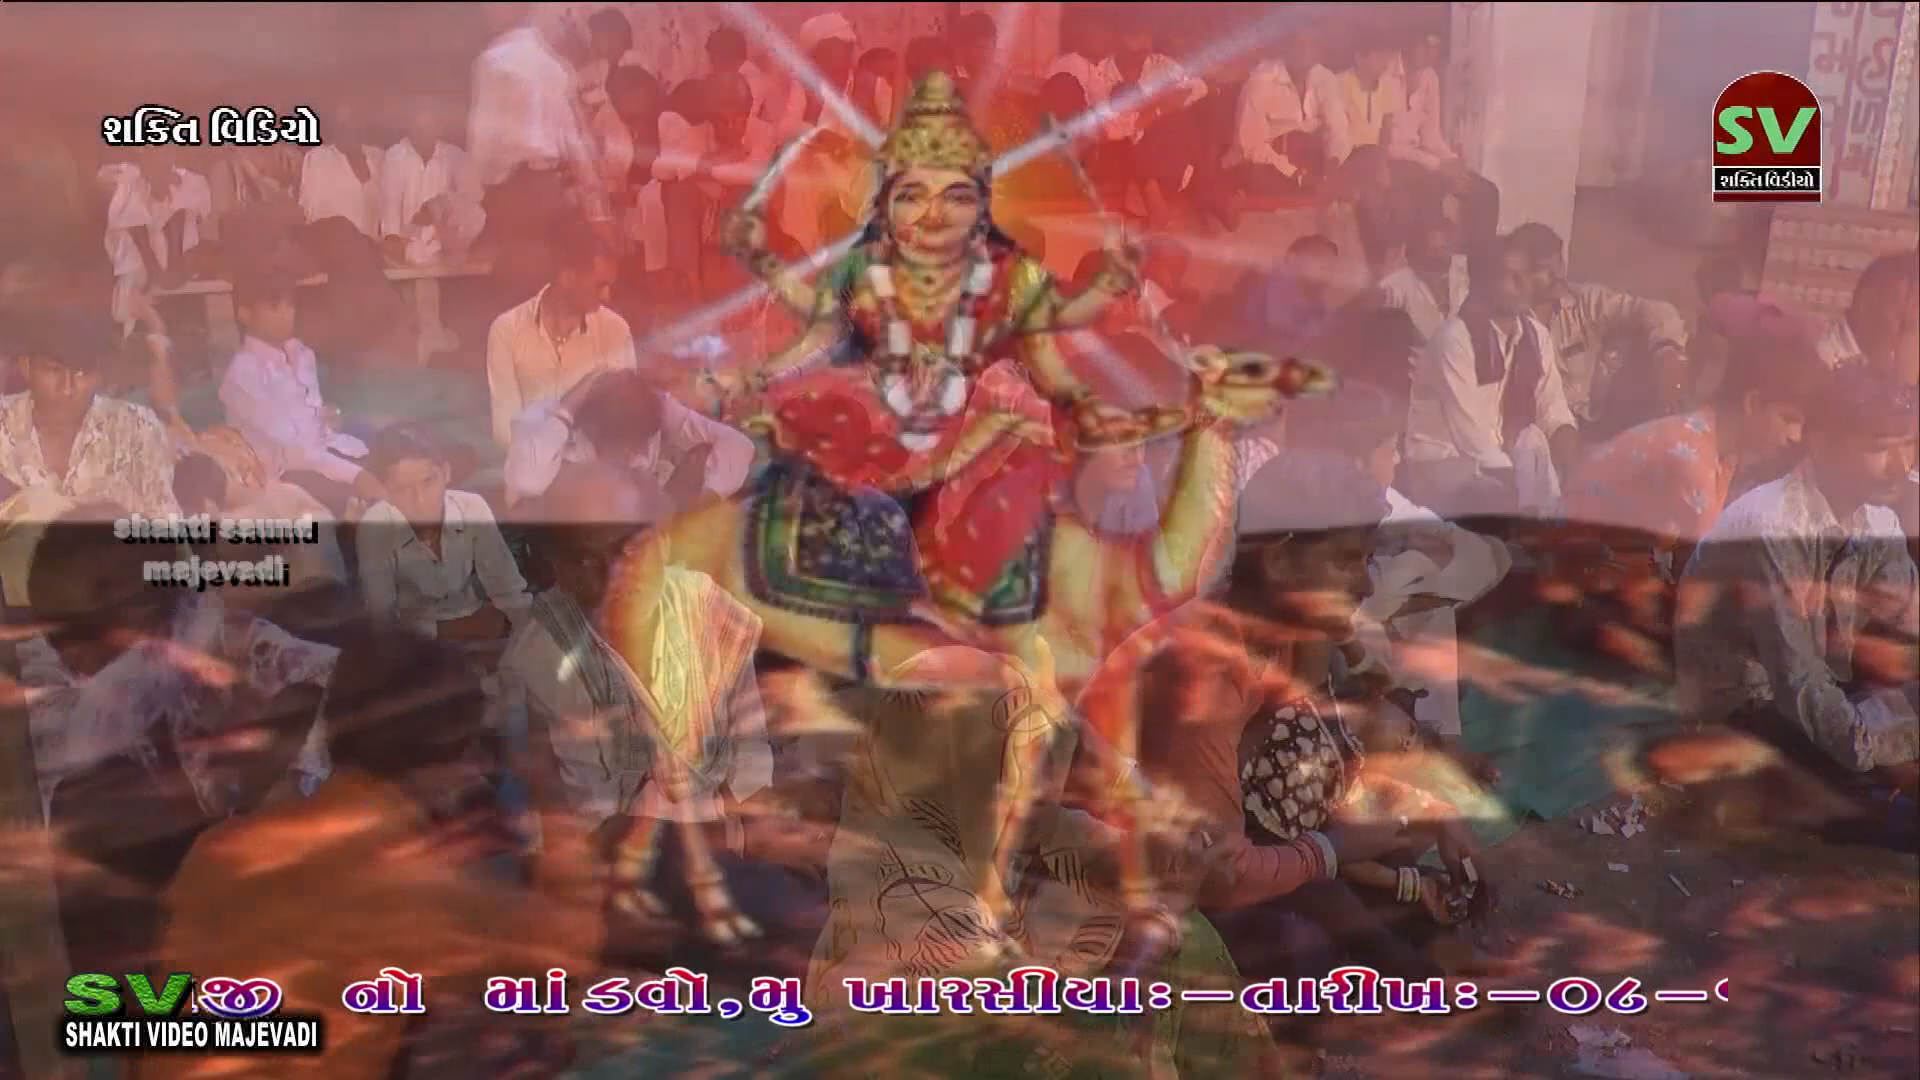 શક્તિ વિડિયો
SV
શક્તિ વિડીયો
shakti saund
majevadi
SV
જી નો માંડવો,મુ ખારસીયાઃ-તારીખઃ-૦૮-
SHAKTI VIDEO MAJEVADI